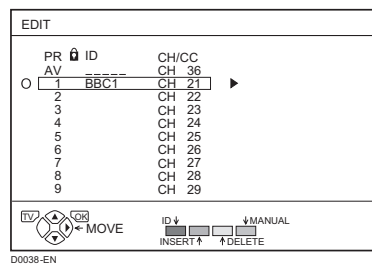 EDIT
PR ID CH/CC
AV _____ CH 36
O 1 BBC1 CH 21
2 CH 22
3 CH 23
4 CH 24
5 CH 25
6 CH 26
7 CH 27
8 CH 28
9 CH 29
TV OK MOVE
ID MANUAL
INSERT DELETE
D0038-EN